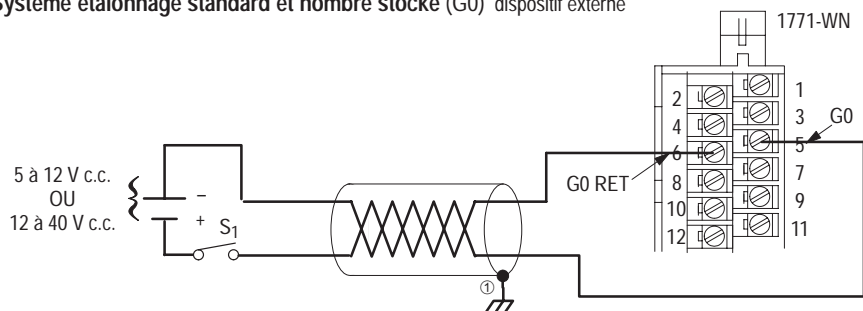 Système étalonnage standard et nombre stocké (G0) dispositif externe
1771-WN
1
2
3
4
G0
5
6
G0 RET
7
8
9
10
11
12
5 à 12 V c.c.
OU
12 à 40 V c.c.
–
+
S1
①